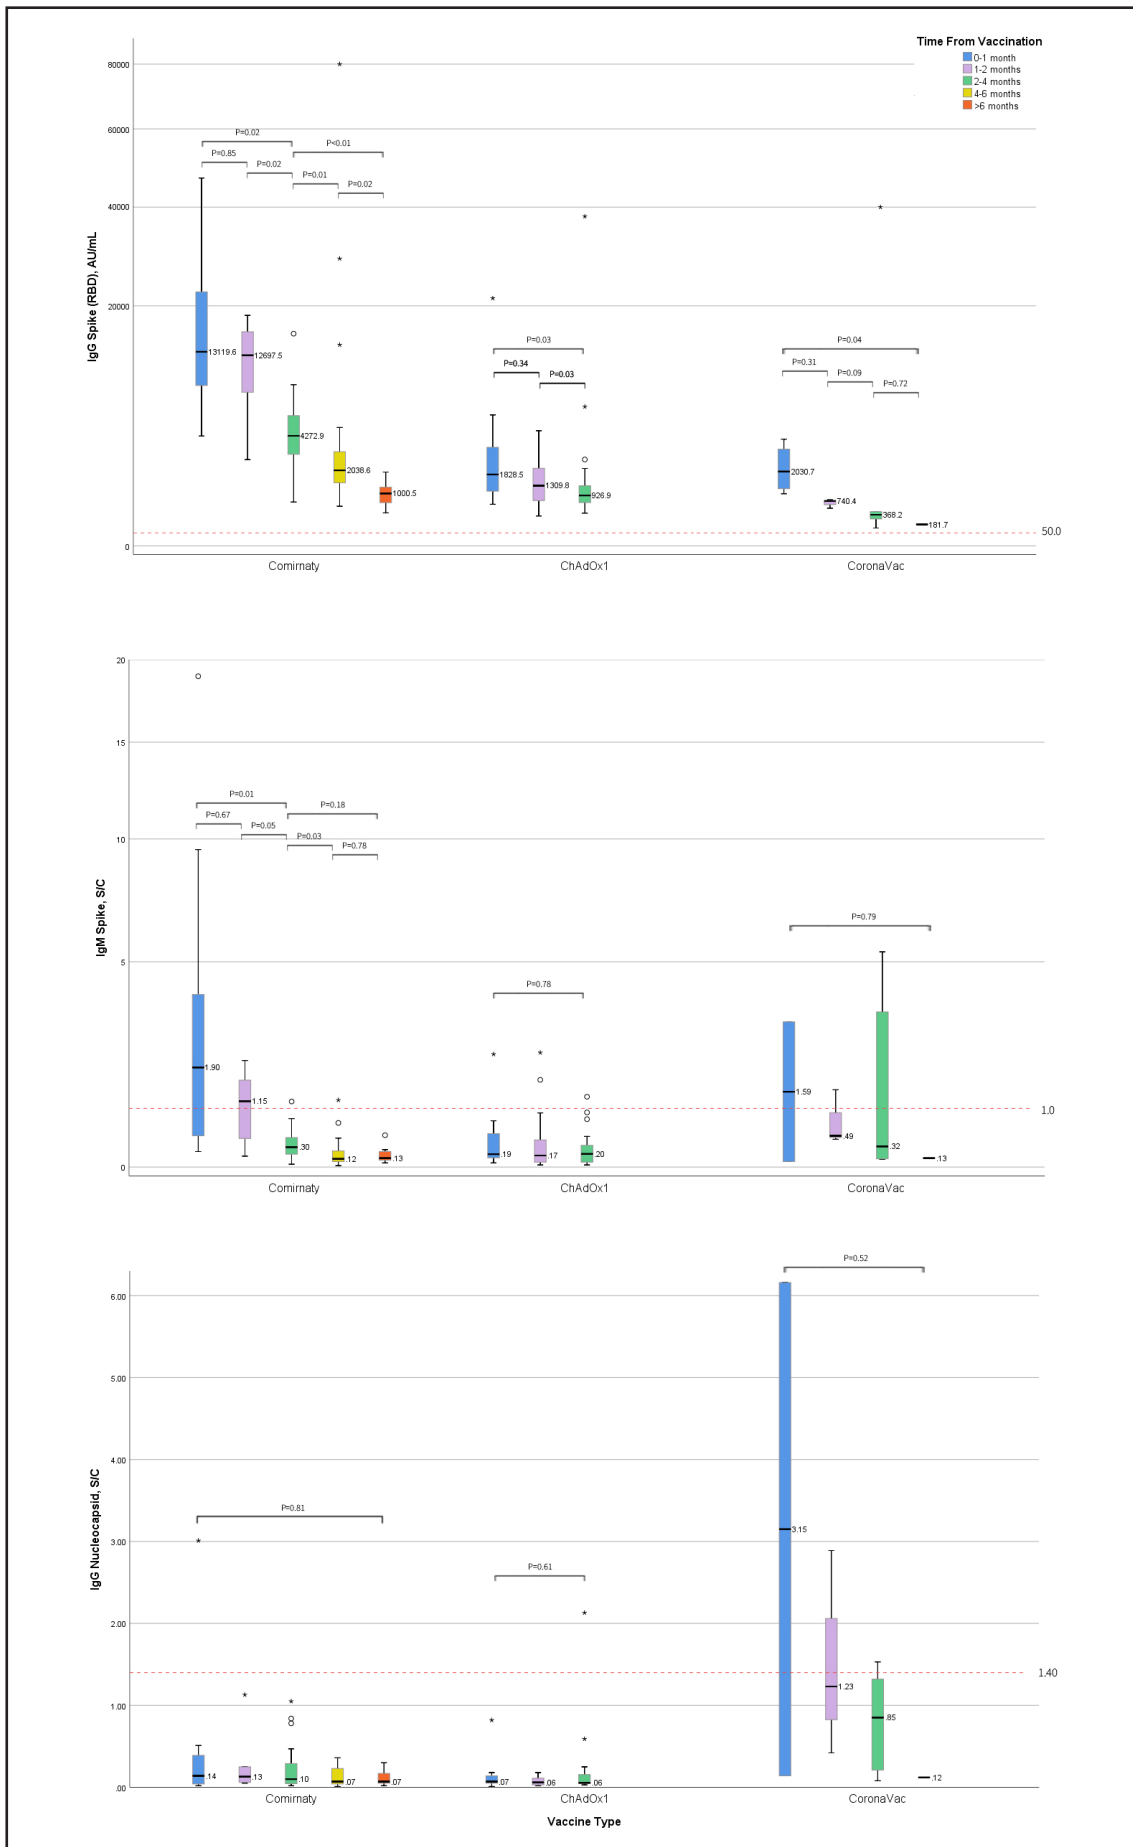 Time From Vaccination
0-1 month
1-2 months
2-4 months
4-6 months
>6 months
80000
60000
40000
20000
0
IgG Spike (RBD), AU/mL
P=0.02
P<0.01
P=0.85
P=0.02
P=0.01
P=0.02
13119.6
12697.5
4272.9
2038.6
1000.5
P=0.03
P=0.34
P=0.03
1828.5
1309.8
926.9
P=0.04
P=0.31
P=0.09
P=0.72
2030.7
740.4
368.2
181.7
50.0
Comirnaty
ChAdOx1
CoronaVac
20
15
10
5
0
IgM Spike, S/C
P=0.01
P=0.18
P=0.67
P=0.05
P=0.03
P=0.78
1.90
1.15
.30
.12
.13
P=0.78
.19
.17
.20
P=0.79
1.59
.49
.32
.13
1.0
Comirnaty
ChAdOx1
CoronaVac
6.00
5.00
4.00
3.00
2.00
1.00
.00
IgG Nucleocapsid, S/C
P=0.81
.14
.13
.10
.07
.07
P=0.61
.07
.06
.06
P=0.52
3.15
1.23
.85
.12
1.40
Comirnaty
ChAdOx1
CoronaVac
Vaccine Type